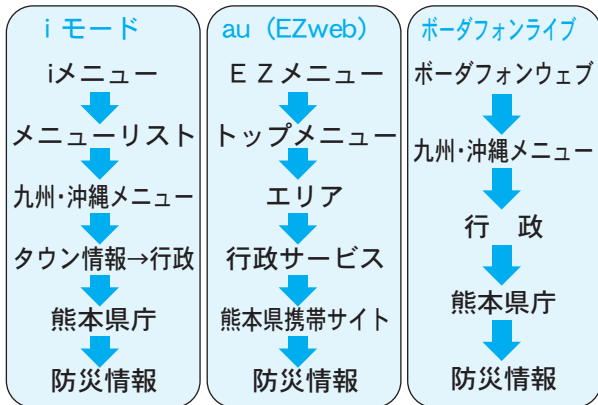 i モード
iメニュー
メニューリスト
九州･沖縄メニュー
タウン情報→行政
熊本県庁
防災情報
au（EZweb）
ＥＺメニュー
トップメニュー
エリア
行政サービス
熊本県携帯サイト
防災情報
ボーダフォンライブ
ボーダフォンウェブ
九州･沖縄メニュー
行　政
熊本県庁
防災情報